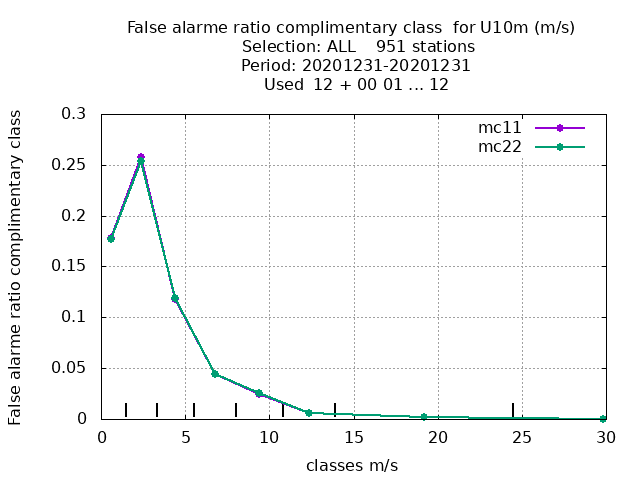 False alarme ratio complimentary class  for U10m (m/s)
Selection: ALL    951 stations
Period: 20201231-20201231
Used  12 + 00 01 ... 12
mc11
mc22
False alarme ratio complimentary class
0.3
0.25
0.2
0.15
0.1
0.05
0
0 5 10 15 20 25 30
classes m/s